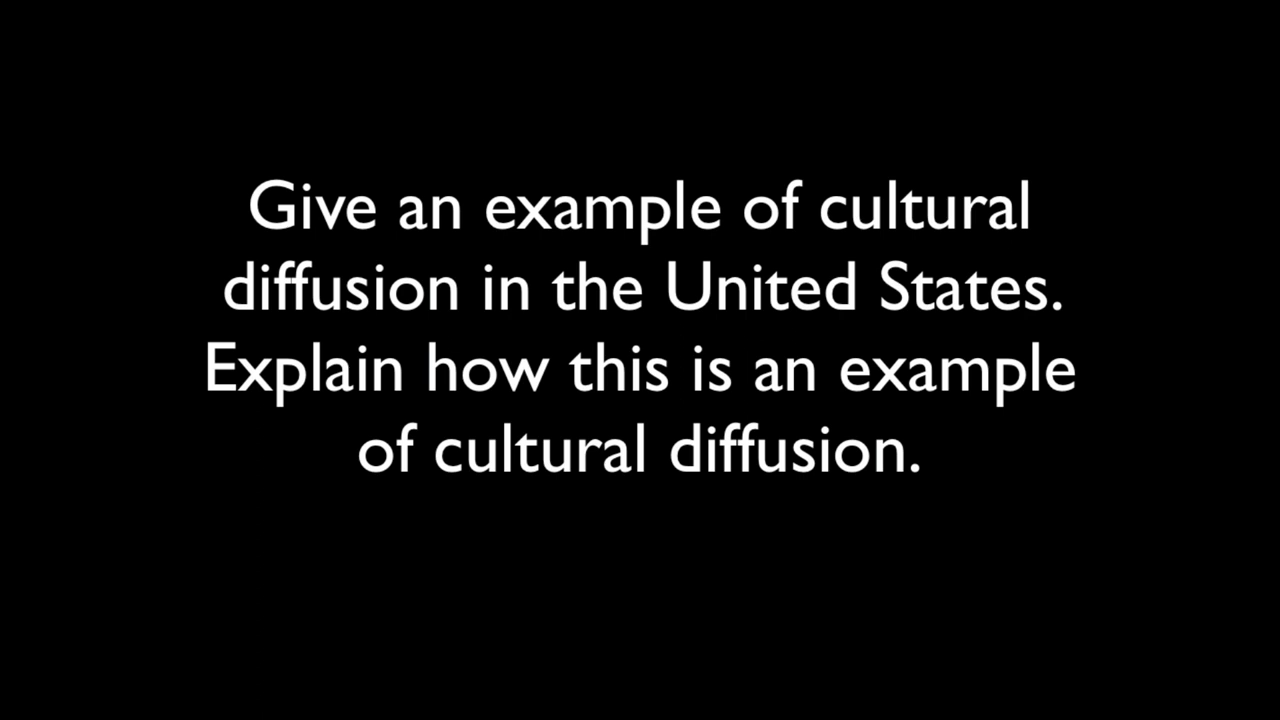 Give an example of cultural
diffusion in the United States.
Explain how this is an example
of cultural diffusion.